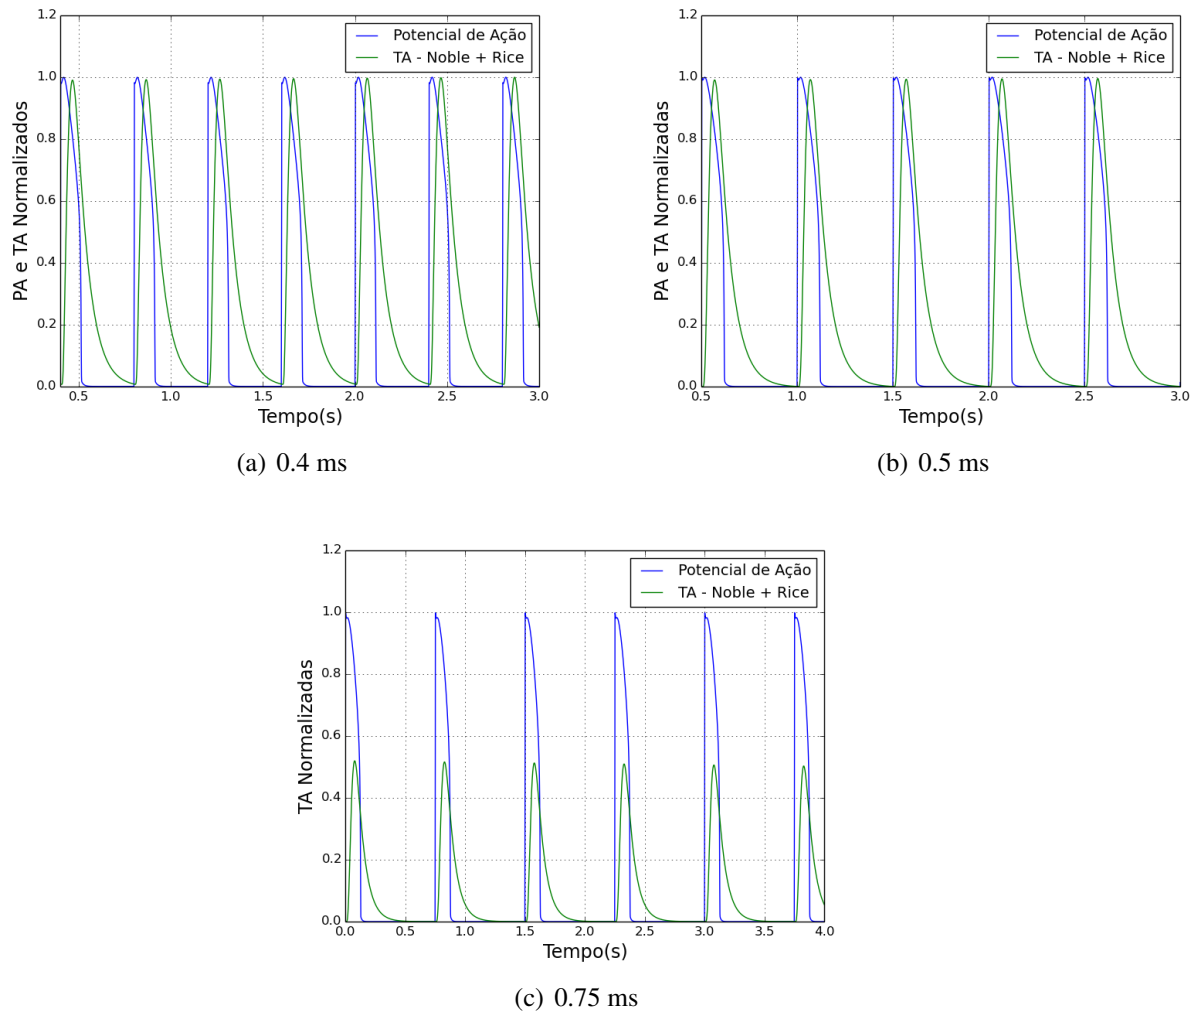 1.2
1.0
0.8
0.6
0.4
0.2
0.0
PA e TA Normalizados
Potencial de Ação
TA - Noble + Rice
0.5 1.0 1.5 2.0 2.5 3.0
Tempo(s)
(a) 0.4 ms
1.2
1.0
0.8
0.6
0.4
0.2
0.0
PA e TA Normalizadas
Potencial de Ação
TA - Noble + Rice
0.5 1.0 1.5 2.0 2.5 3.0
Tempo(s)
(b) 0.5 ms
1.2
1.0
0.8
0.6
0.4
0.2
0.0
TA Normalizadas
Potencial de Ação
TA - Noble + Rice
0.0 0.5 1.0 1.5 2.0 2.5 3.0 3.5 4.0
Tempo(s)
(c) 0.75 ms